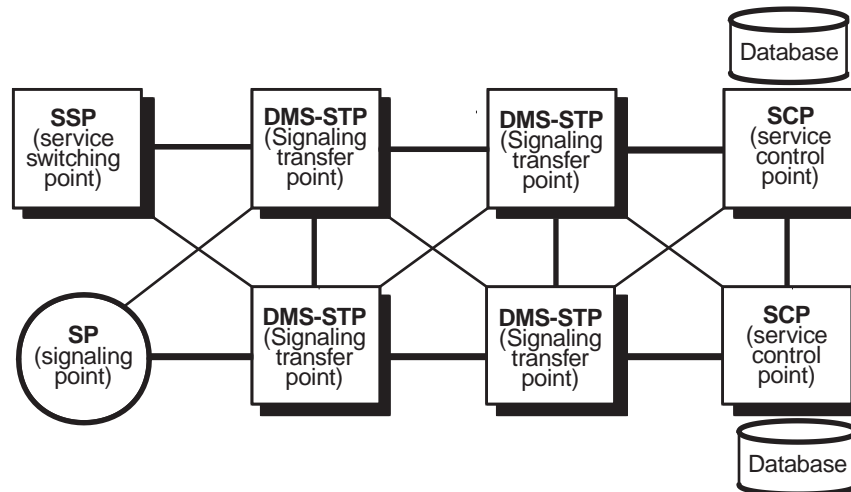 Database
SSP
(service
switching
point)
DMS-STP
(Signaling
transfer
point)
DMS-STP
(Signaling
transfer
point)
SCP
(service
control
point)
SP
(signaling
point)
DMS-STP
(Signaling
transfer
point)
DMS-STP
(Signaling
transfer
point)
SCP
(service
control
point)
Database